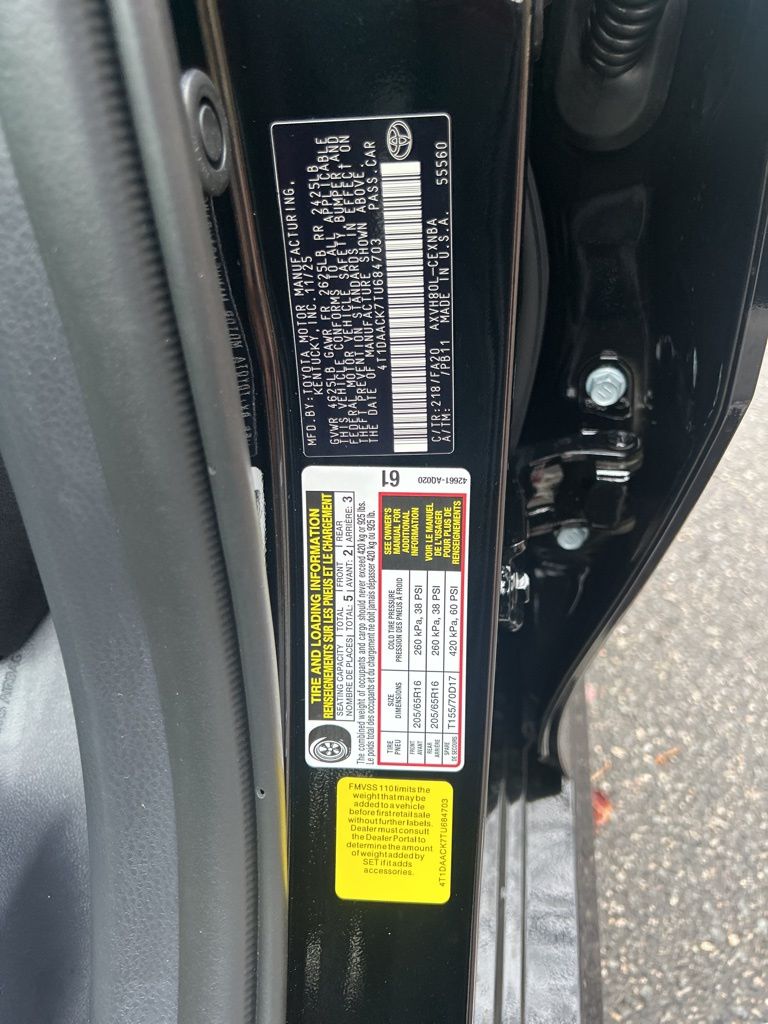 MFD.BY:TOYOTA MOTOR MANUFACTURING,
KENTUCKY, INC. 11/25
GVWR 4625LB GAWR FR 2625LB RR 2425LB
THIS VEHICLE CONFORMS TO ALL APPLICABLE
FEDERAL MOTOR VEHICLE SAFETY, BUMPER, AND
THEFT PREVENTION STANDARDS IN EFFECT ON
THE DATE OF MANUFACTURE SHOWN ABOVE.
4T1DAACK7TU684703 PASS.CAR
C/TR:218/FA20 AXVH80L-CEXNBA
A/TM: /PB11 MADE IN U.S.A. 55560
TIRE AND LOADING INFORMATION
RENSEIGNEMENTS SUR LES PNEUS ET LE CHARGEMENT
SEATING CAPACITY TOTAL FRONT REAR
NOMBRE DE PLACES TOTAL: 5 AVANT: 2 ARRIÈRE: 3
The combined weight of occupants and cargo should never exceed 420 kg or 925 lbs.
Le poids total des occupants et du chargement ne doit jamais dépasser 420 kg ou 925 lb.
TIRE
PNEU
SIZE
DIMENSIONS
COLD TIRE PRESSURE
PRESSION DES PNEUS À FROID
FRONT
AVANT
205/65R16
260 kPa, 38 PSI
REAR
ARRIÈRE
205/65R16
260 kPa, 38 PSI
SPARE
DE SECOURS
T155/70D17
420 kPa, 60 PSI
SEE OWNER'S
MANUAL FOR
ADDITIONAL
INFORMATION
VOIR LE MANUEL
DE L'USAGER
POUR PLUS DE
RENSEIGNEMENTS
61
42661-A0020
FMVSS 110 limits the
weight that may be
added to a vehicle
before first retail sale
without further labels.
Dealer must consult
the Dealer Portal to
determine the amount
of weight added by
SET if it adds
accessories.
4T1DAACK7TU684703